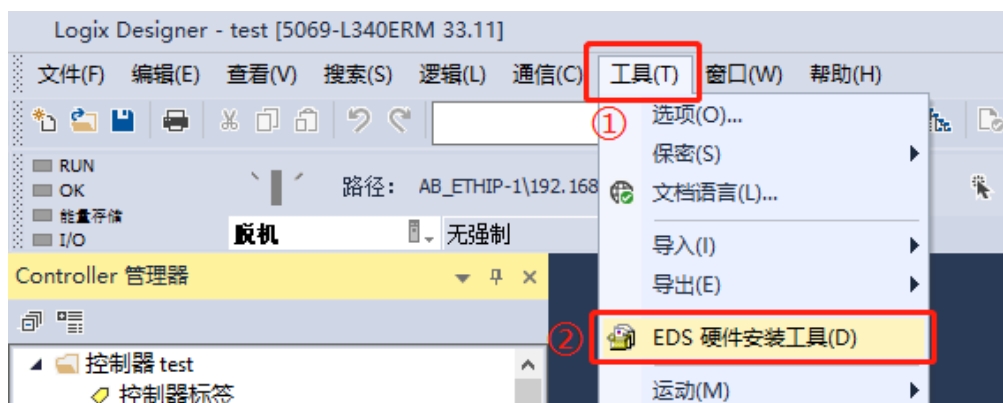 Logix Designer - test [5069-L340ERM 33.11]
文件(F) 编辑(E) 查看(V) 搜索(S) 逻辑(L) 通信(C) 工具(T) 窗口(W) 帮助(H)
① 选项(O)...
保密(S)
RUN
OK 路径: AB_ETHIP-1\192.168 文档语言(L)...
能量存储
I/O 脱机 无强制 导入(I)
Controller 管理器 导出(E)
② EDS 硬件安装工具(D)
控制器 test
控制器标签 运动(M)